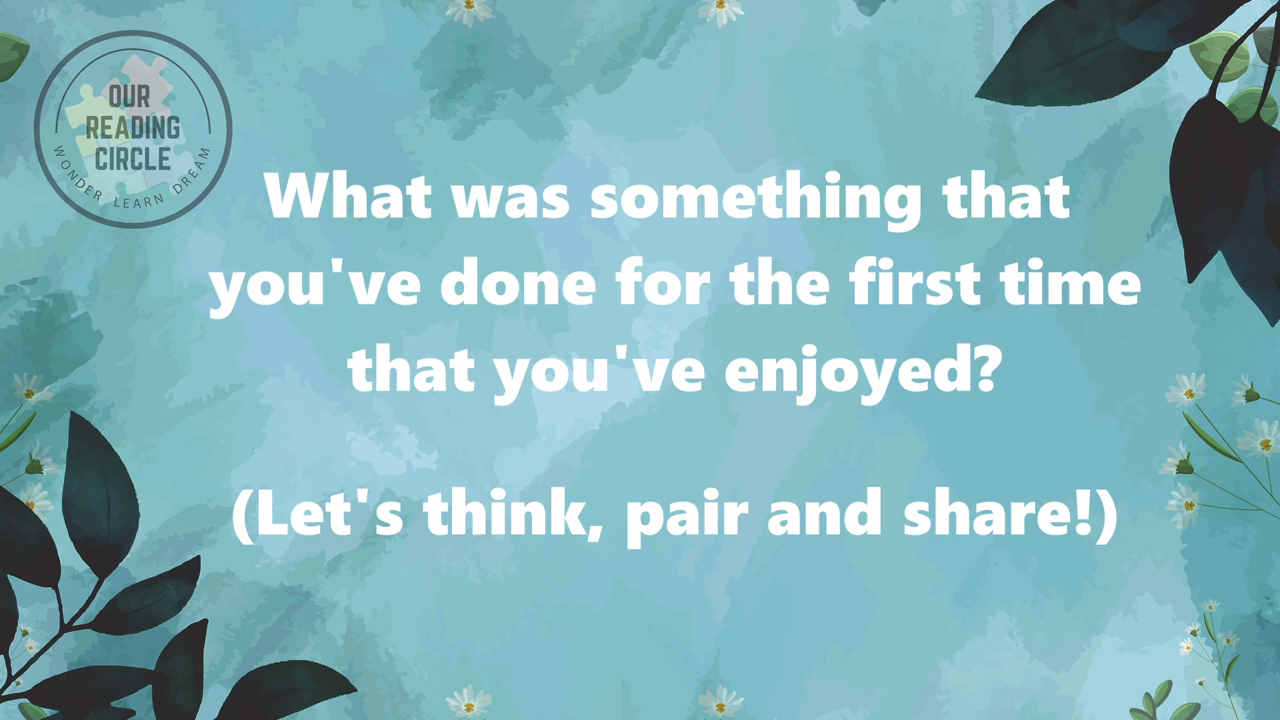 OUR
READING
CIRCLE
WONDER LEARN DREAM
What was something that
you've done for the first time
that you've enjoyed?
(Let's think, pair and share!)